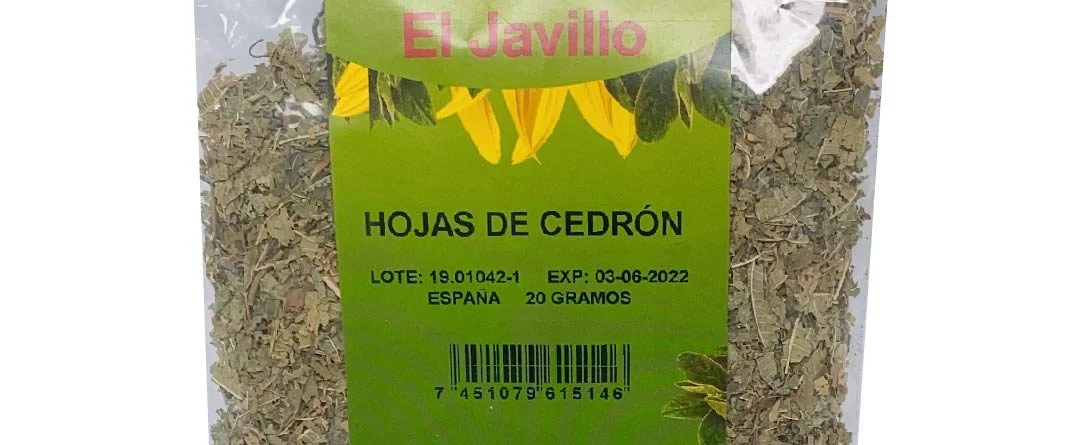 El Javillo
HOJAS DE CEDRÓN
LOTE: 19.01042-1 EXP: 03-06-2022
ESPAÑA 20 GRAMOS
7 451079 615146